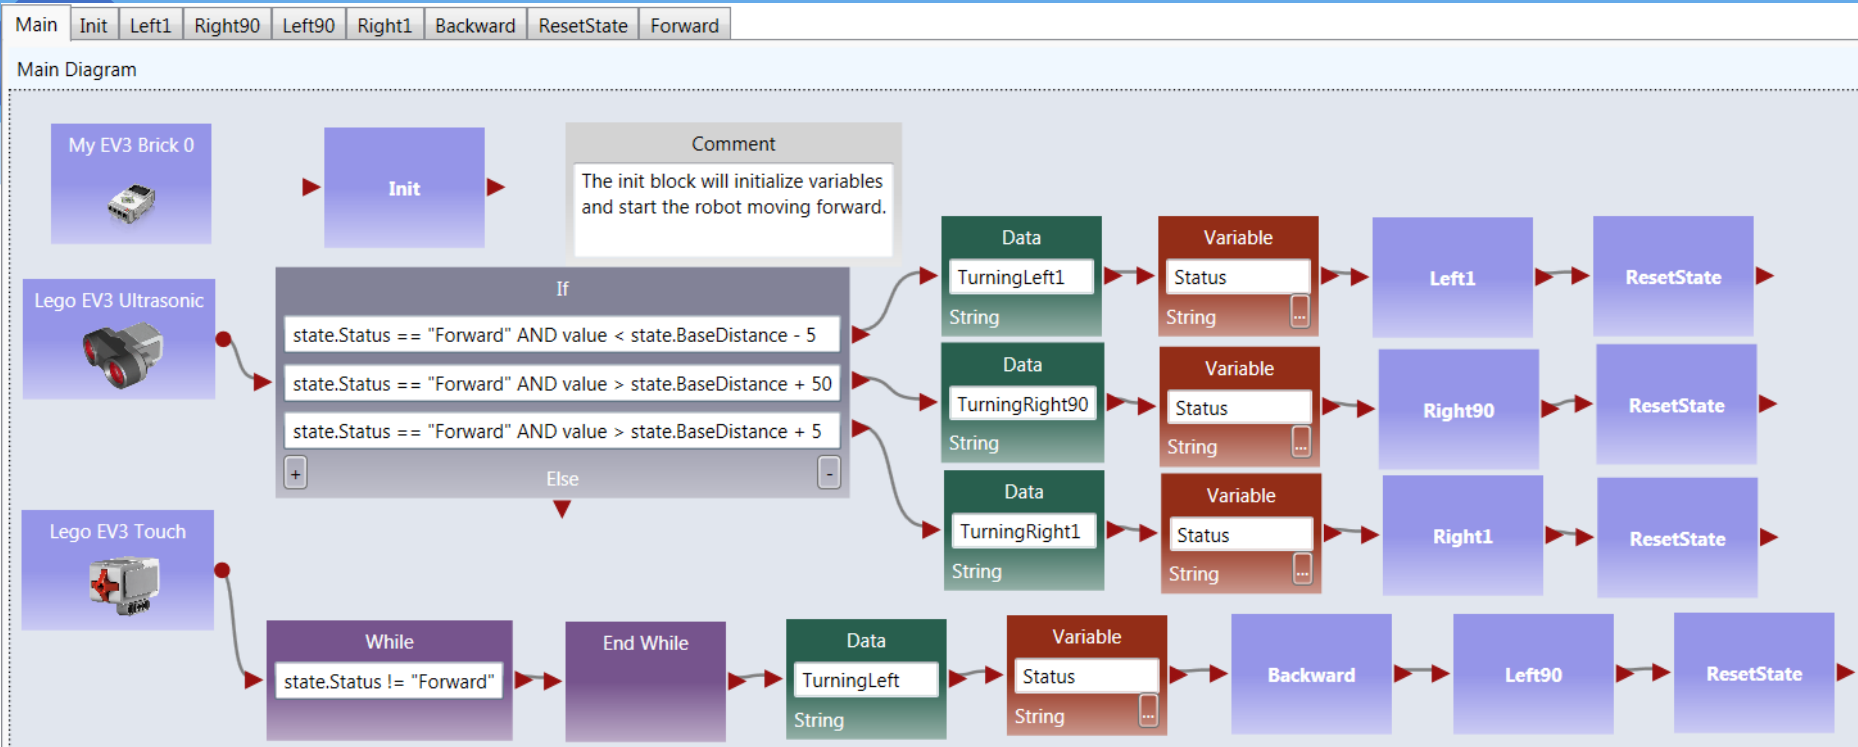 Main Init Left1 Right90 Left90 Right1 Backward ResetState Forward
Main Diagram
My EV3 Brick 0
Init
Comment
The init block will initialize variables
and start the robot moving forward.
Lego EV3 Ultrasonic
If
state.Status == "Forward" AND value < state.BaseDistance - 5
state.Status == "Forward" AND value > state.BaseDistance + 50
state.Status == "Forward" AND value > state.BaseDistance + 5
+ Else -
Data
TurningLeft1
String
Variable
Status
String ...
Left1
ResetState
Data
TurningRight90
String
Variable
Status
String ...
Right90
ResetState
Data
TurningRight1
String
Variable
Status
String ...
Right1
ResetState
Lego EV3 Touch
While
state.Status != "Forward"
End While
Data
TurningLeft
String
Variable
Status
String ...
Backward
Left90
ResetState